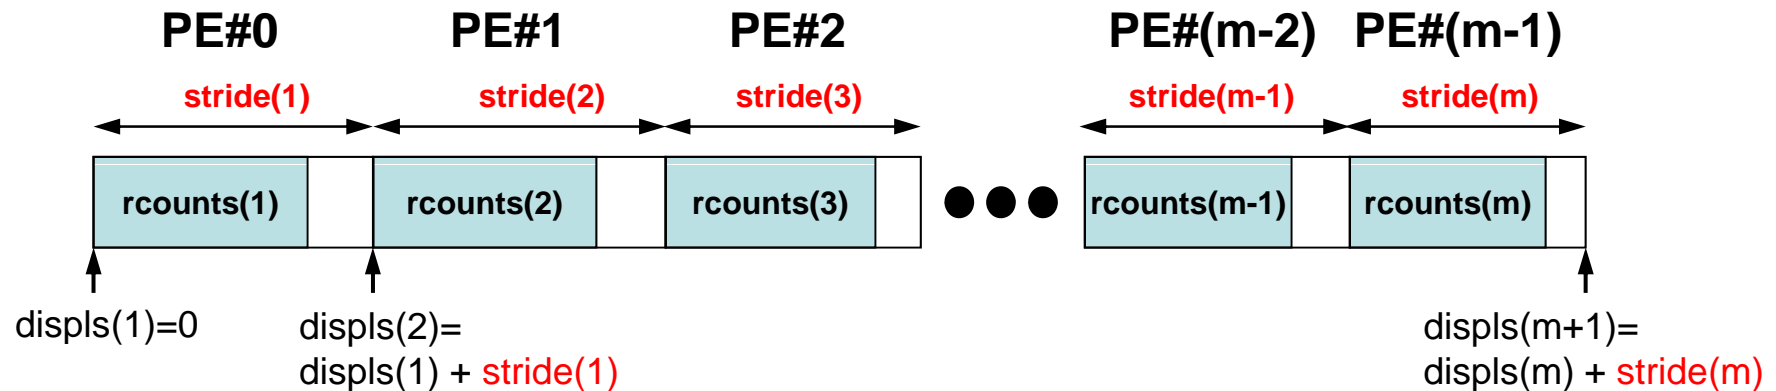 PE#0 PE#1 PE#2 PE#(m-2) PE#(m-1)
stride(1) stride(2) stride(3) stride(m-1) stride(m)
rcounts(1) rcounts(2) rcounts(3) rcounts(m-1) rcounts(m)
displs(1)=0 displs(2)= displs(m+1)=
displs(1) + stride(1) displs(m) + stride(m)